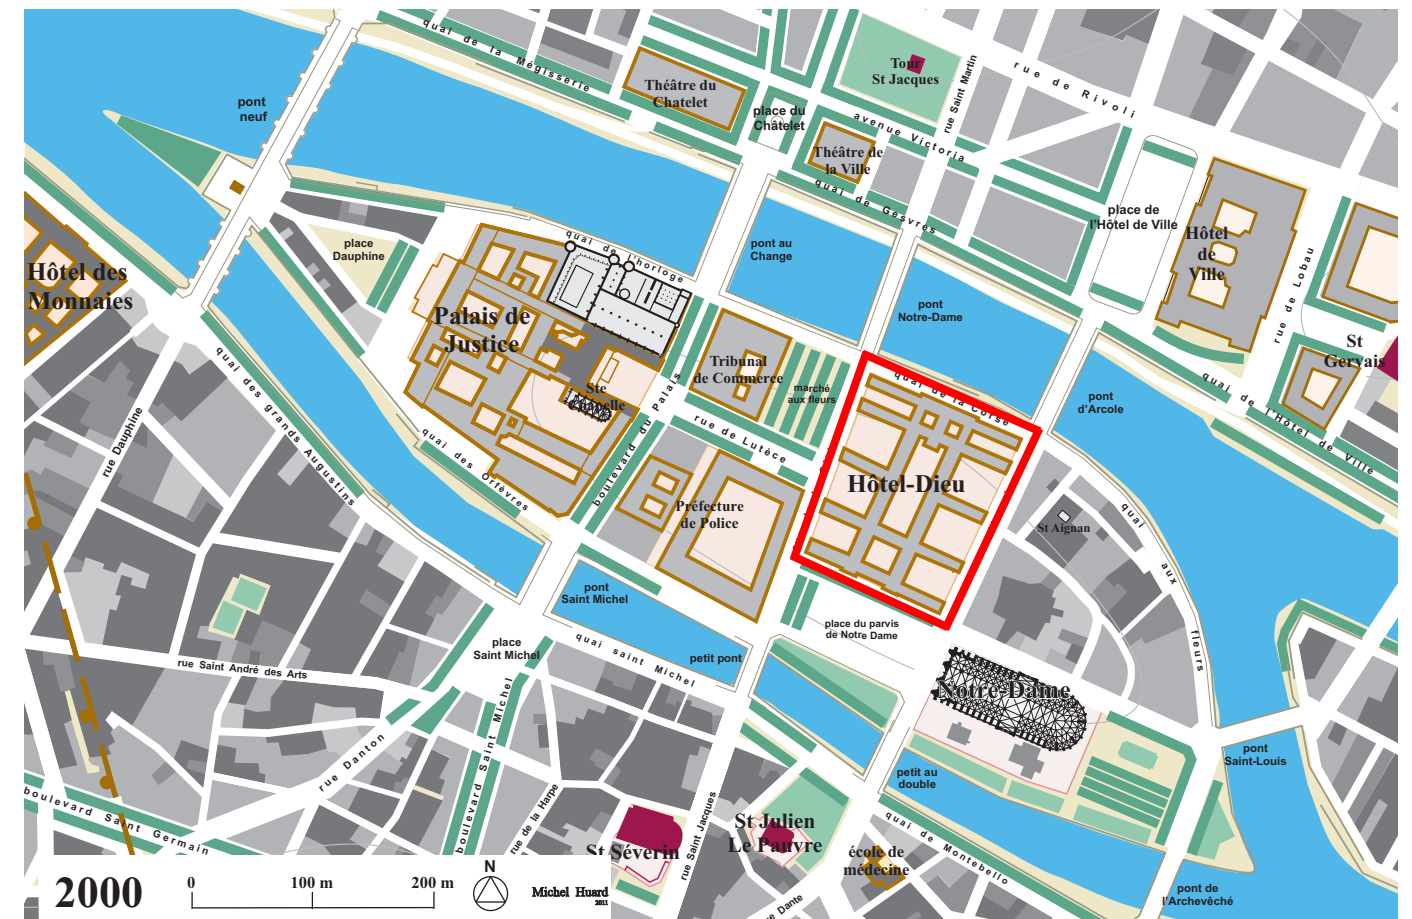 quai de la Mégisserie
pont
neuf
Théâtre du
Chatelet
place du
Châtelet
Tour
St Jacques
rue Saint Martin
rue de Rivoli
avenue Victoria
Théâtre de
la Ville
quai de Gesvres
place de
l'Hôtel de Ville
Hôtel
de
Ville
rue de Lobau
St
Gervais
place
Dauphine
quai de l'horloge
pont au
Change
pont
Notre-Dame
Hôtel des
Monnaies
Palais de
Justice
Ste
Chapelle
Tribunal
de Commerce
marché
aux fleurs
quai de la Corse
pont
d'Arcole
quai de l'Hôtel de Ville
quai des grands Augustins
rue Dauphine
quai des Orfèvres
boulevard du Palais
rue de Lutèce
Hôtel-Dieu
Préfecture
de Police
St Aignan
quai aux fleurs
pont
Saint Michel
place du parvis
de Notre Dame
place
Saint Michel
quai saint Michel
petit pont
rue Saint André des Arts
Notre-Dame
boulevard Saint Michel
rue Danton
pont
Saint-Louis
petit au
double
boulevard Saint Germain
rue de la Harpe
St Séverin
rue Saint Jacques
St Julien
Le Pauvre
école de
médecine
quai de Montebello
pont de
l'Archevêché
rue Dante
2000
0 100 m 200 m
N
Michel Huard
2011